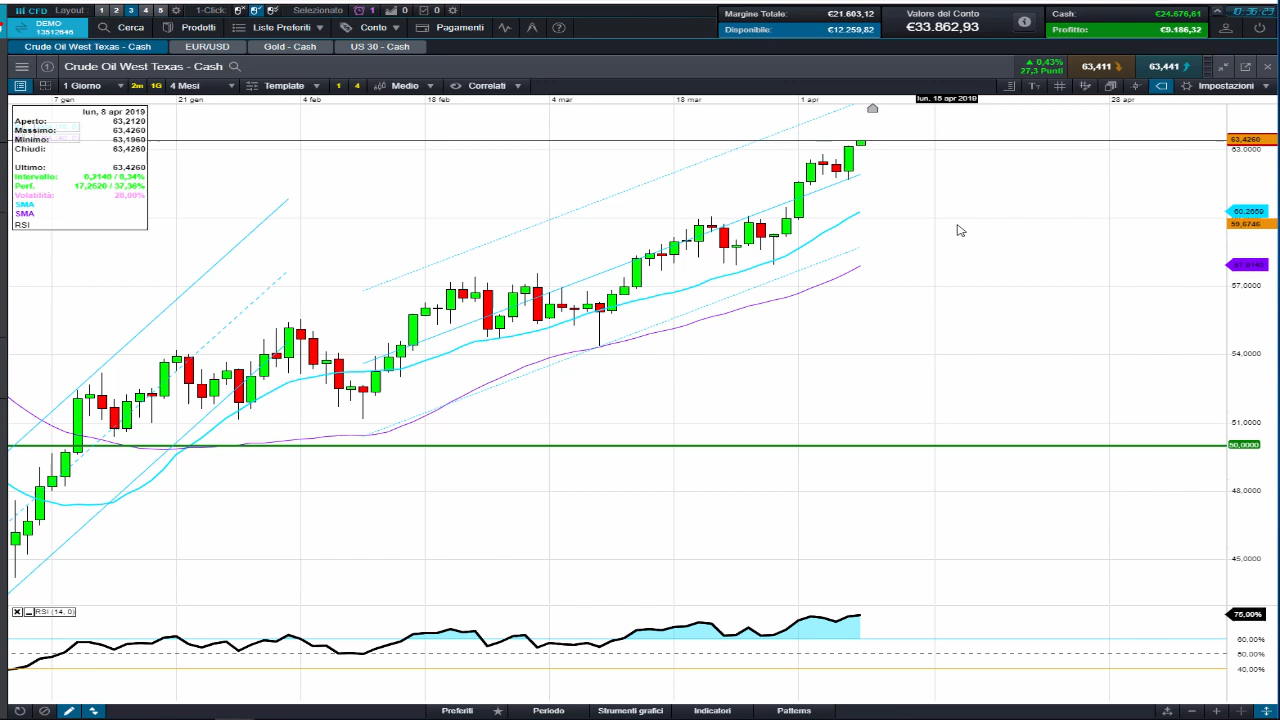 CFD Layout 1 2 3 4 5 1-Click: Selezionato 1 0 0
DEMO
13512646
Cerca Prodotti Liste Preferiti Conto Pagamenti
Margine Totale: €21.603,12
Disponibile: €12.259,82
Valore del Conto
€33.862,93
Cash: €24.676,61
Profitto: €9.186,32
Crude Oil West Texas - Cash EUR/USD Gold - Cash US 30 - Cash
1 Crude Oil West Texas - Cash
0,43%
27,3 Punti
63,411 63,441
1 Giorno 2m 1G 4 Mesi Template 1 4 Medio Correlati Impostazioni
7 gen 21 gen 4 feb 18 feb 4 mar 18 mar 1 apr lun, 15 apr 2019 28 apr
lun, 8 apr 2019
Aperto: 63,2120
Massimo: 63,4260
Minimo: 63,1960
Chiudi: 63,4260
Ultimo: 63,4260
Intervallo: 0,2140 / 0,34%
Perf. 17,2520 / 37,36%
Volatilità: 28,00%
SMA
SMA
RSI
63,4260
63,0000
60,2659
59,6746
57,0000
54,0000
51,0000
50,0000
48,0000
45,0000
RSI (14, 0)
75,00%
60,00%
50,00%
40,00%
Preferiti Periodo Strumenti grafici Indicatori Patterns